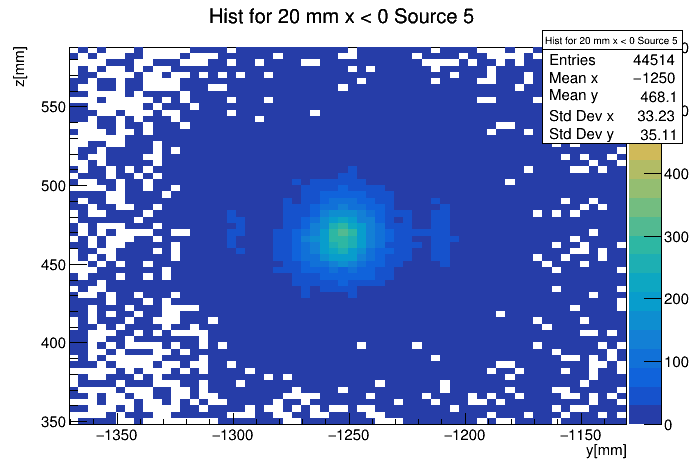 Hist for 20 mm x < 0 Source 5
z[mm]
Hist for 20 mm x < 0 Source 5
Entries 44514
Mean x −1250
Mean y 468.1
Std Dev x 33.23
Std Dev y 35.11
550
500
450
400
350
−1350
−1300
−1250
−1200
−1150
y[mm]
400
300
200
100
0